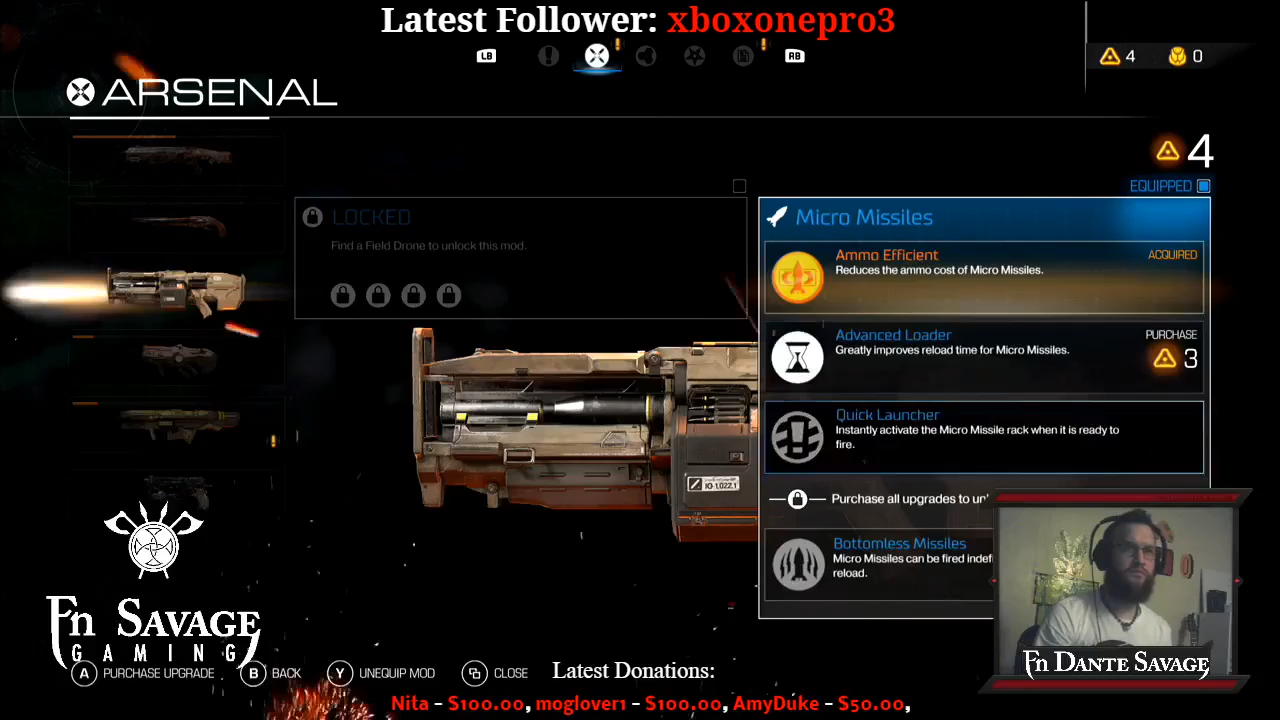 Latest Follower: xboxonepro3
LB
RB
4
0
ARSENAL
4
EQUIPPED
LOCKED
Find a Field Drone to unlock this mod.
Micro Missiles
Ammo Efficient
ACQUIRED
Reduces the ammo cost of Micro Missiles.
Advanced Loader
PURCHASE
Greatly improves reload time for Micro Missiles.
3
Quick Launcher
Instantly activate the Micro Missile rack when it is ready to
fire.
Purchase all upgrades to
Bottomless Missiles
Micro Missiles can be fired
reload.
Fn Savage
GAMING
Fn Dante Savage
A PURCHASE UPGRADE
B BACK
Y UNEQUIP MOD
CLOSE
Latest Donations:
Nita - $100.00, moglover1 - $100.00, AmyDuke - $50.00,